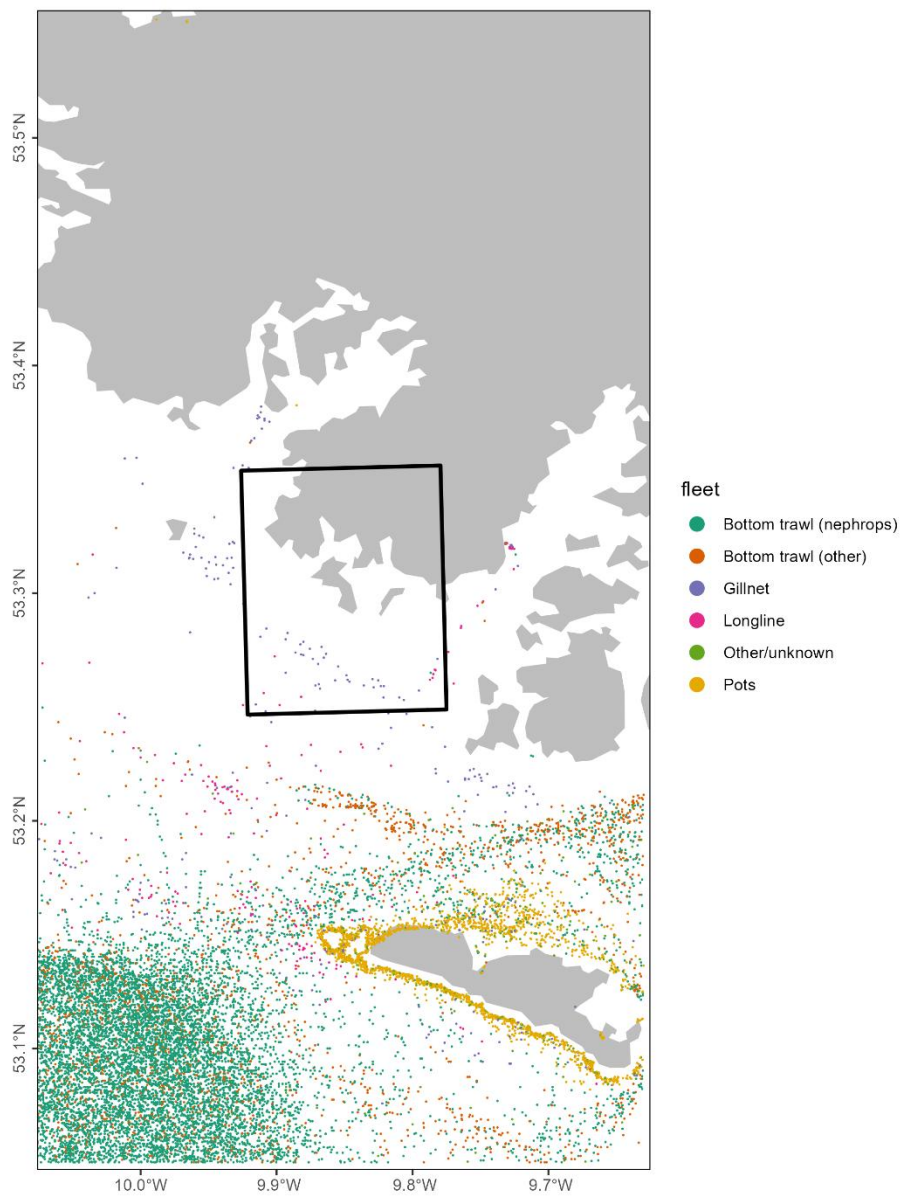 53.5°N
53.4°N
53.3°N
53.2°N
53.1°N
10.0°W 9.9°W 9.8°W 9.7°W
fleet
Bottom trawl (nephrops)
Bottom trawl (other)
Gillnet
Longline
Other/unknown
Pots